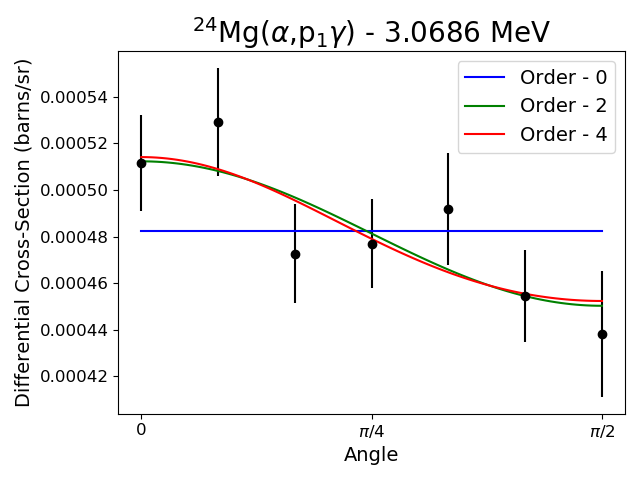 ²⁴Mg(α,p₁γ) - 3.0686 MeV
Order - 0
Order - 2
Order - 4
Differential Cross-Section (barns/sr)
0.00054
0.00052
0.00050
0.00048
0.00046
0.00044
0.00042
0 π/4 π/2
Angle